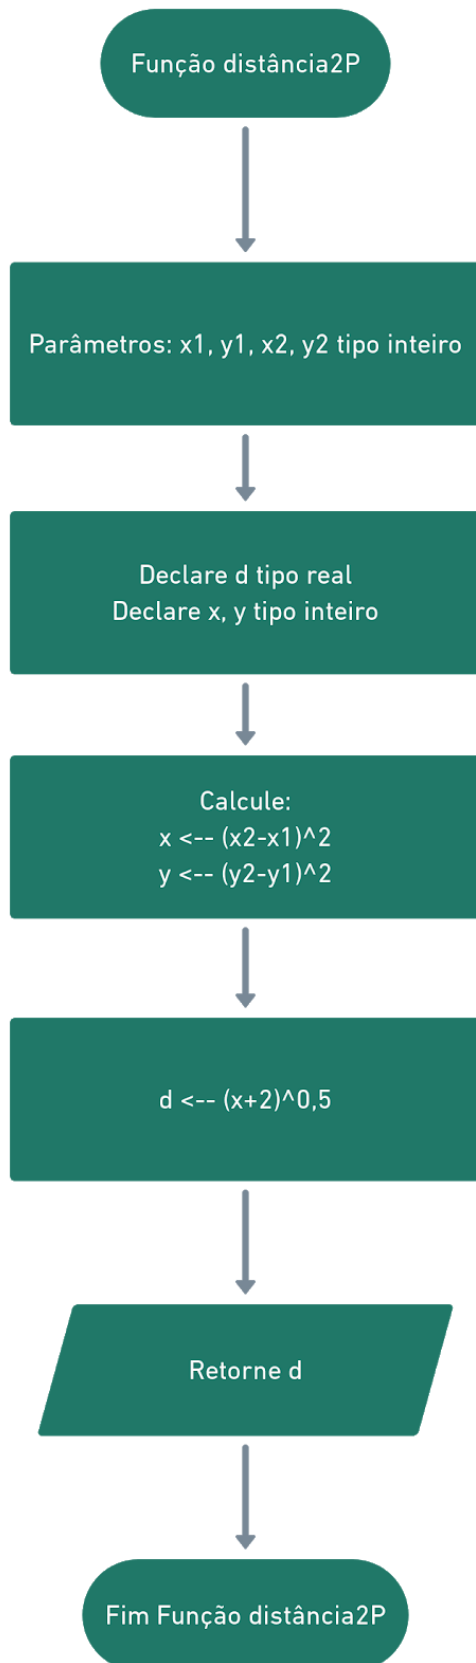 Função distância2P
Parâmetros: x1, y1, x2, y2 tipo inteiro
Declare d tipo real
Declare x, y tipo inteiro
Calcule:
x <-- (x2-x1)^2
y <-- (y2-y1)^2
d <-- (x+2)^0,5
Retorne d
Fim Função distância2P